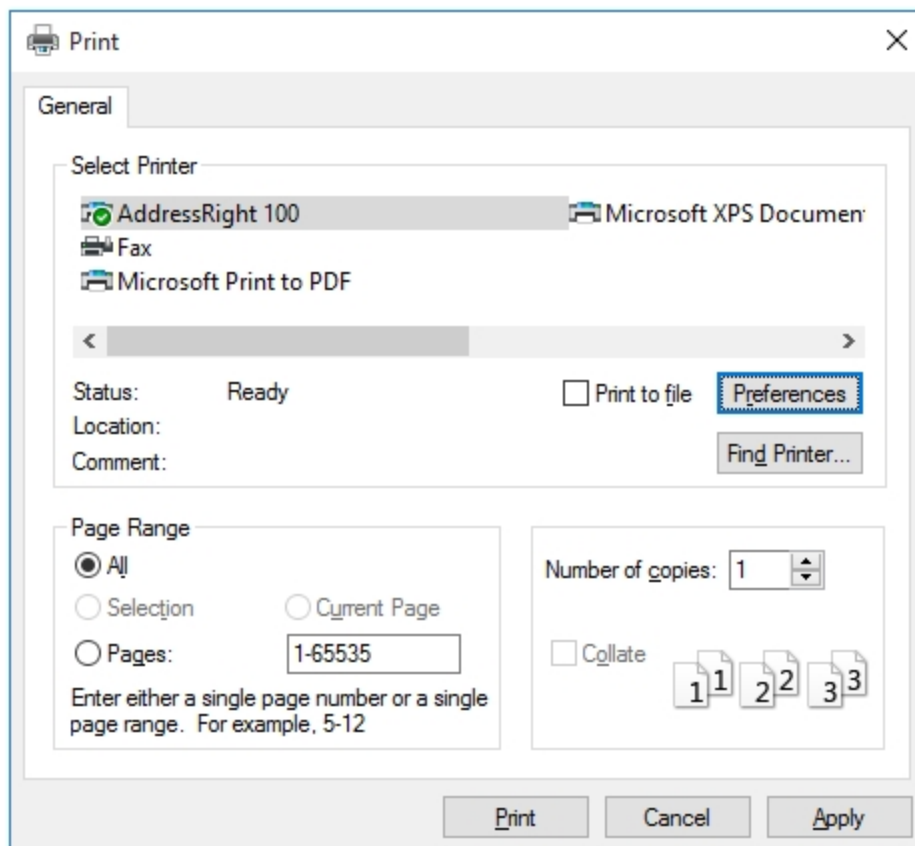 Print
General
Select Printer
AddressRight 100
Microsoft XPS Documen
Fax
Microsoft Print to PDF
Status: Ready
Print to file
Preferences
Location:
Comment:
Find Printer...
Page Range
All
Selection
Current Page
Pages: 1-65535
Enter either a single page number or a single
page range. For example, 5-12
Number of copies: 1
Collate
1 1 2 2 3 3
Print
Cancel
Apply